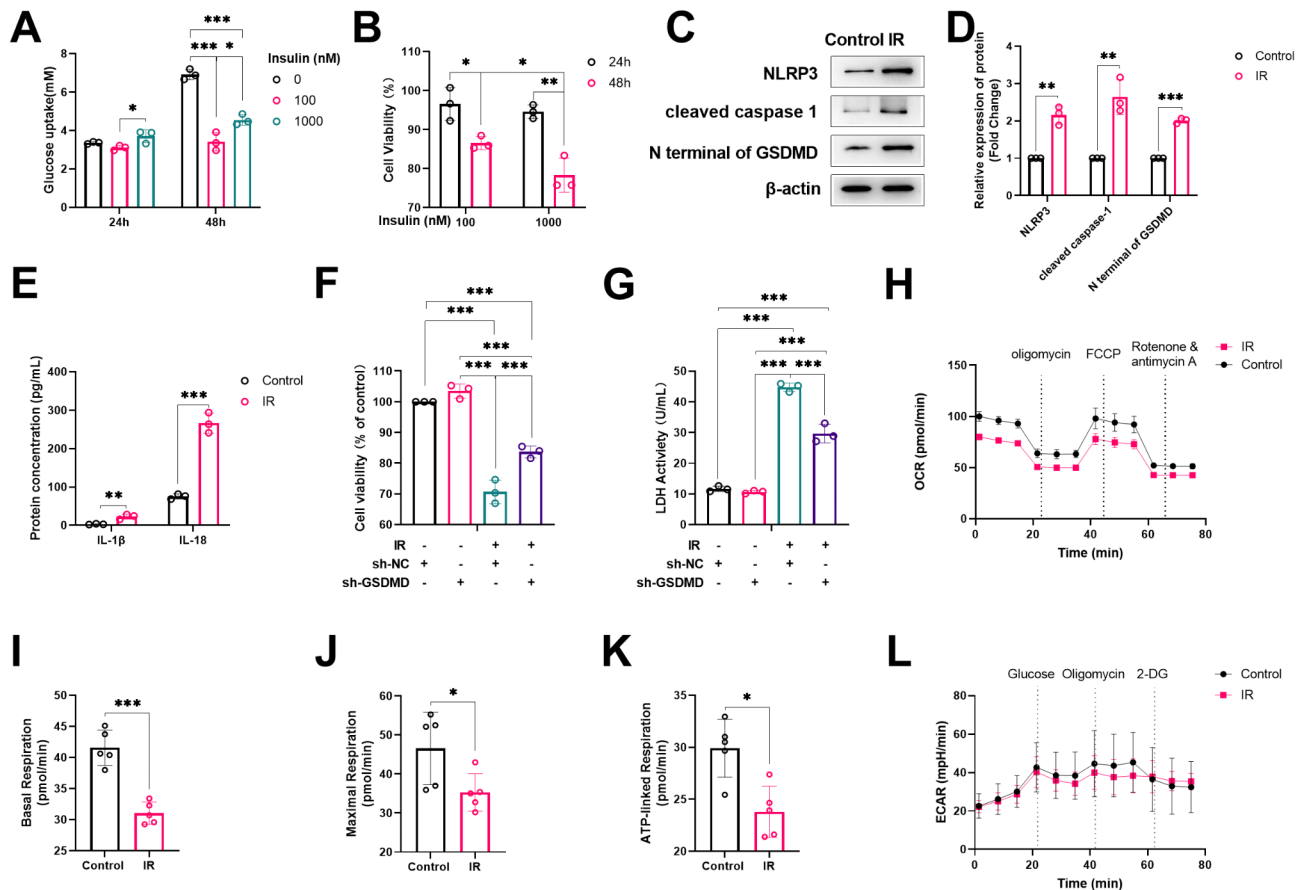 A
Glucose uptake(mM)
8
6
4
2
0
24h
48h
*
***
***
*
Insulin (nM)
0
100
1000
B
Cell Viability (%)
100
90
80
70
60
*
*
**
Insulin (nM)
100
1000
24h
48h
C
Control IR
NLRP3
cleaved caspase 1
N terminal of GSDMD
β-actin
D
Relative expression of protein
(Fold Change)
4
3
2
1
0
**
**
***
NLRP3
cleaved caspase-1
N terminal of GSDMD
Control
IR
E
Protein concentration (pg/mL)
400
300
200
100
0
**
***
IL-1β
IL-18
Control
IR
F
Cell viability (% of control)
110
100
90
80
70
60
***
***
***
*** ***
IR - - + +
sh-NC + - + -
sh-GSDMD - + - +
G
LDH Activiety (U/mL)
50
40
30
20
10
0
***
***
***
*** ***
IR - - + +
sh-NC + - + -
sh-GSDMD - + - +
H
OCR (pmol/min)
150
100
50
0
0 20 40 60 80
Time (min)
oligomycin
FCCP
Rotenone &
antimycin A
IR
Control
I
Basal Respiration
(pmol/min)
50
45
40
35
30
25
***
Control IR
J
Maximal Respiration
(pmol/min)
60
50
40
30
20
*
Control IR
K
ATP-linked Respiration
(pmol/min)
35
30
25
20
*
Control IR
L
ECAR (mpH/min)
80
60
40
20
0
0 20 40 60 80
Time (min)
Glucose Oligomycin 2-DG
Control
IR